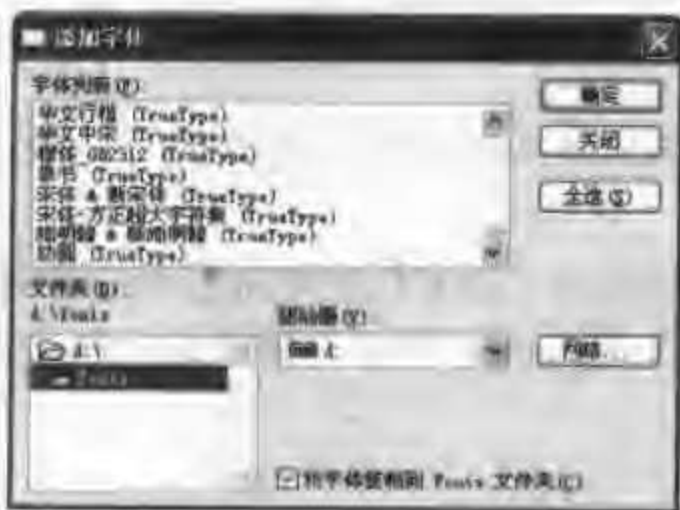 添加字体
字体列表(F):
华文行楷 (TrueType)
华文中宋 (TrueType)
楷体_GB2312 (TrueType)
隶书 (TrueType)
宋体 & 新宋体 (TrueType)
宋体-方正超大字符集 (TrueType)
细明體 & 新細明體 (TrueType)
幼圆 (TrueType)
确定
关闭
全选(S)
文件夹(D):
d:\Fonts
驱动器(V):
d:\
Fonts
d:
网络...
将字体复制到 Fonts 文件夹(C)